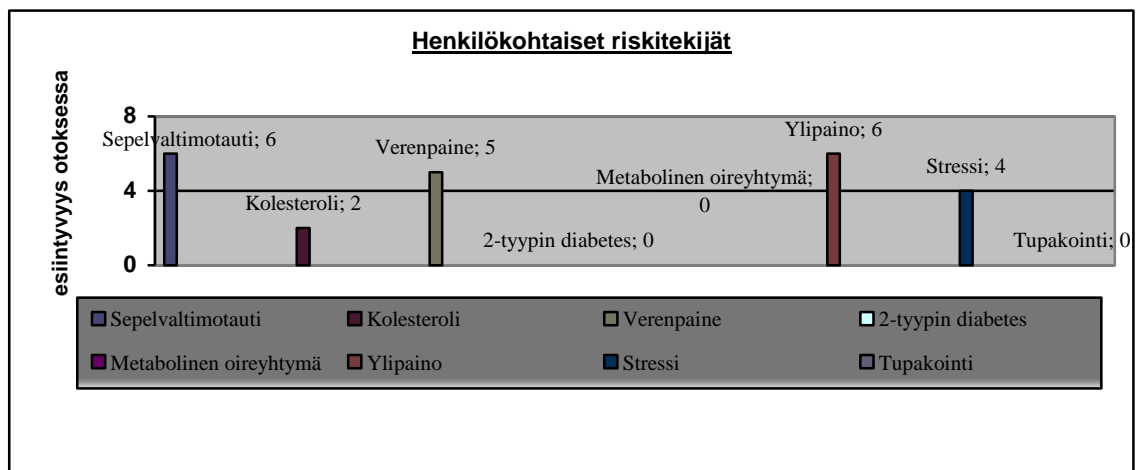 Henkilökohtaiset riskitekijät
esiintyvyys otoksessa
8
4
0
Sepelvaltimotauti; 6
Kolesteroli; 2
Verenpaine; 5
2-tyypin diabetes; 0
Metabolinen oireyhtymä;
0
Ylipaino; 6
Stressi; 4
Tupakointi; 0
Sepelvaltimotauti Kolesteroli Verenpaine 2-tyypin diabetes
Metabolinen oireyhtymä Ylipaino Stressi Tupakointi